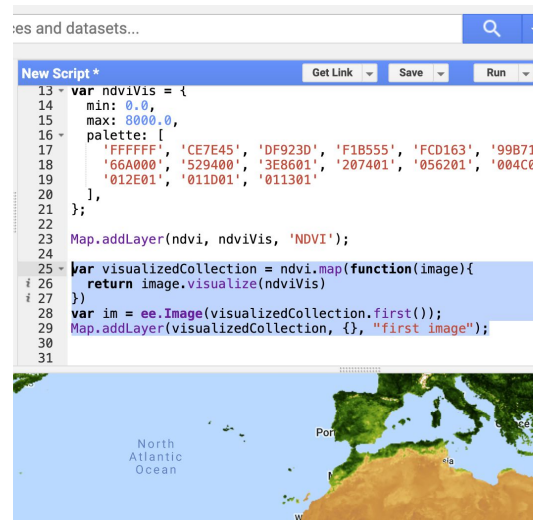 es and datasets...
New Script *
Get Link
Save
Run
13 var ndviVis = {
14 min: 0.0,
15 max: 8000.0,
16 palette: [
17 'FFFFFF', 'CE7E45', 'DF923D', 'F1B555', 'FCD163', '99B71
18 '66A000', '529400', '3E8601', '207401', '056201', '004C0
19 '012E01', '011D01', '011301'
20 ],
21 };
22
23 Map.addLayer(ndvi, ndviVis, 'NDVI');
24
25 var visualizedCollection = ndvi.map(function(image){
i 26 return image.visualize(ndviVis)
i 27 })
28 var im = ee.Image(visualizedCollection.first());
29 Map.addLayer(visualizedCollection, {}, "first image");
30
31
North
Atlantic
Ocean
Por